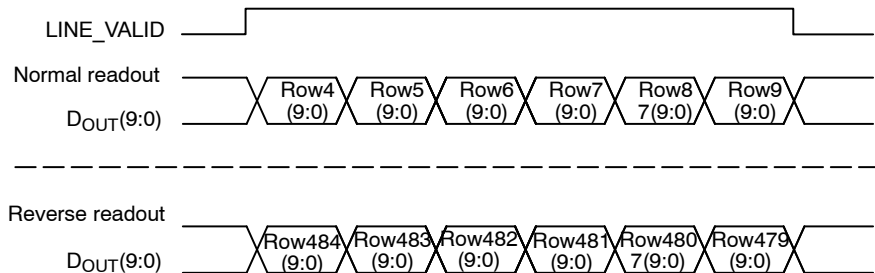 LINE_VALID
Normal readout
Row4 Row5 Row6 Row7 Row8 Row9
D_OUT(9:0) (9:0) (9:0) (9:0) (9:0) 7(9:0) (9:0)
Reverse readout
Row484 Row483 Row482 Row481 Row480 Row479
D_OUT(9:0) (9:0) (9:0) (9:0) (9:0) 7(9:0) (9:0)